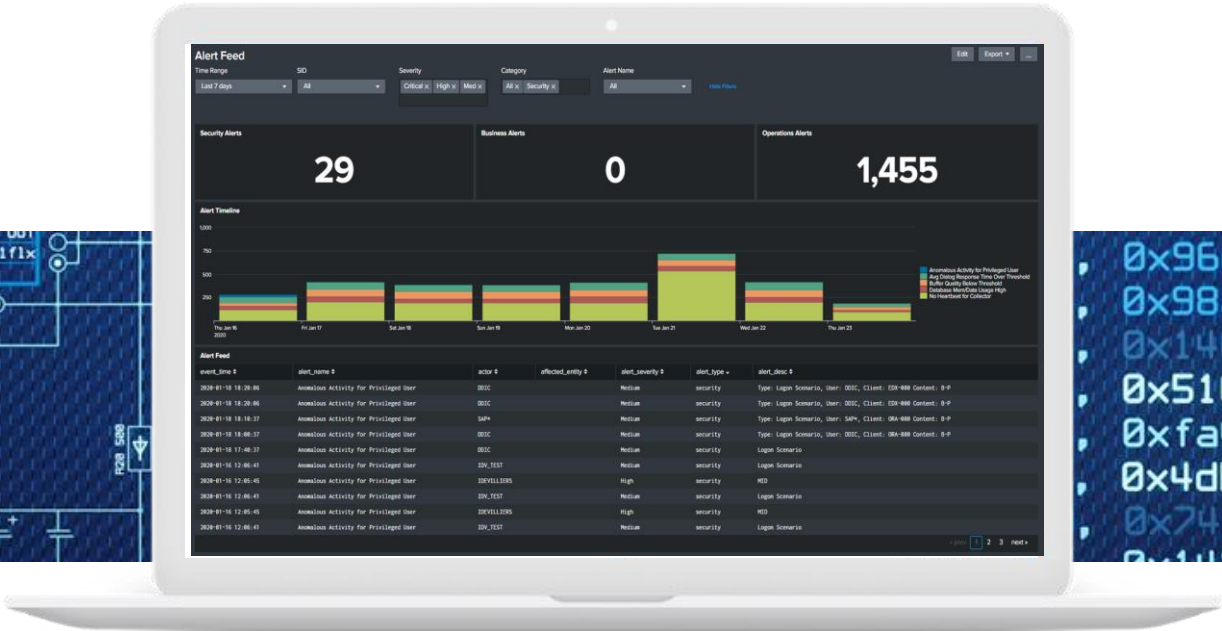 Alert Feed
Edit Export ...
Time Range SID Severity Category Alert Name
Last 7 days All Critical x High x Med x All x Security x All Hide Filters
Security Alerts Business Alerts Operations Alerts
29 0 1,455
Alert Timeline
1,000
750
500
250
Anomalous Activity for Privileged User
Avg Dialog Response Time Over Threshold
Buffer Quality Below Threshold
Database Mem/Data Usage High
No Heartbeat for Collector
Thu Jan 16 Fri Jan 17 Sat Jan 18 Sun Jan 19 Mon Jan 20 Tue Jan 21 Wed Jan 22 Thu Jan 23
2020
Alert Feed
event_time alert_name actor affected_entity alert_severity alert_type alert_desc
2020-01-18 18:20:06 Anomalous Activity for Privileged User DDIC Medium security Type: Logon Scenario, User: DDIC, Client: EDX-000 Content: B-P
2020-01-18 18:20:06 Anomalous Activity for Privileged User DDIC Medium security Type: Logon Scenario, User: DDIC, Client: EDX-000 Content: B-P
2020-01-18 18:10:37 Anomalous Activity for Privileged User SAP* Medium security Type: Logon Scenario, User: SAP*, Client: ORA-000 Content: B-P
2020-01-18 18:00:37 Anomalous Activity for Privileged User DDIC Medium security Type: Logon Scenario, User: DDIC, Client: ORA-000 Content: B-P
2020-01-18 17:40:37 Anomalous Activity for Privileged User DDIC Medium security Logon Scenario
2020-01-16 12:06:41 Anomalous Activity for Privileged User IDV_TEST Medium security Logon Scenario
2020-01-16 12:05:45 Anomalous Activity for Privileged User IDEVILLIERS High security MID
2020-01-16 12:06:41 Anomalous Activity for Privileged User IDV_TEST Medium security Logon Scenario
2020-01-16 12:05:45 Anomalous Activity for Privileged User IDEVILLIERS High security MID
2020-01-16 12:06:41 Anomalous Activity for Privileged User IDV_TEST Medium security Logon Scenario
« prev 1 2 3 next »
1flx
R20 500
, 0x96
, 0x98
, 0x14
, 0x51
, 0xfa
, 0x4d
, 0x74